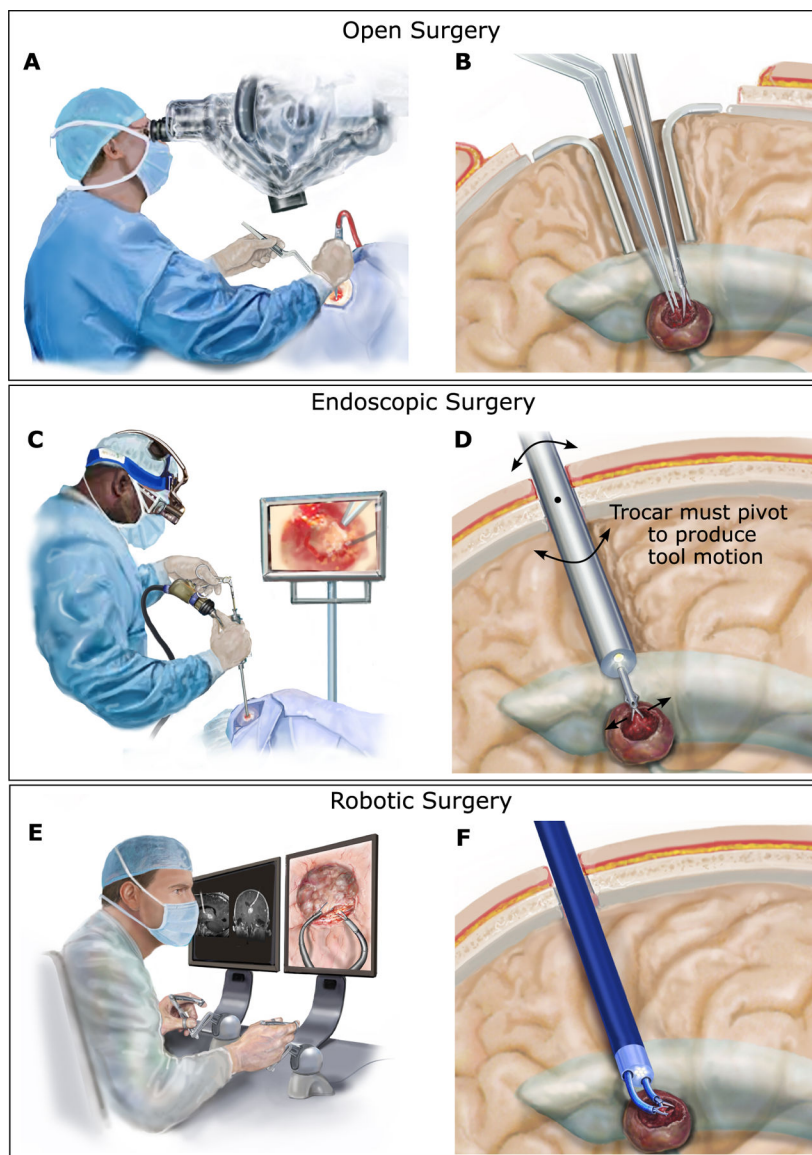 Open Surgery
A
B
Endoscopic Surgery
C
D
Trocar must pivot
to produce
tool motion
Robotic Surgery
E
F